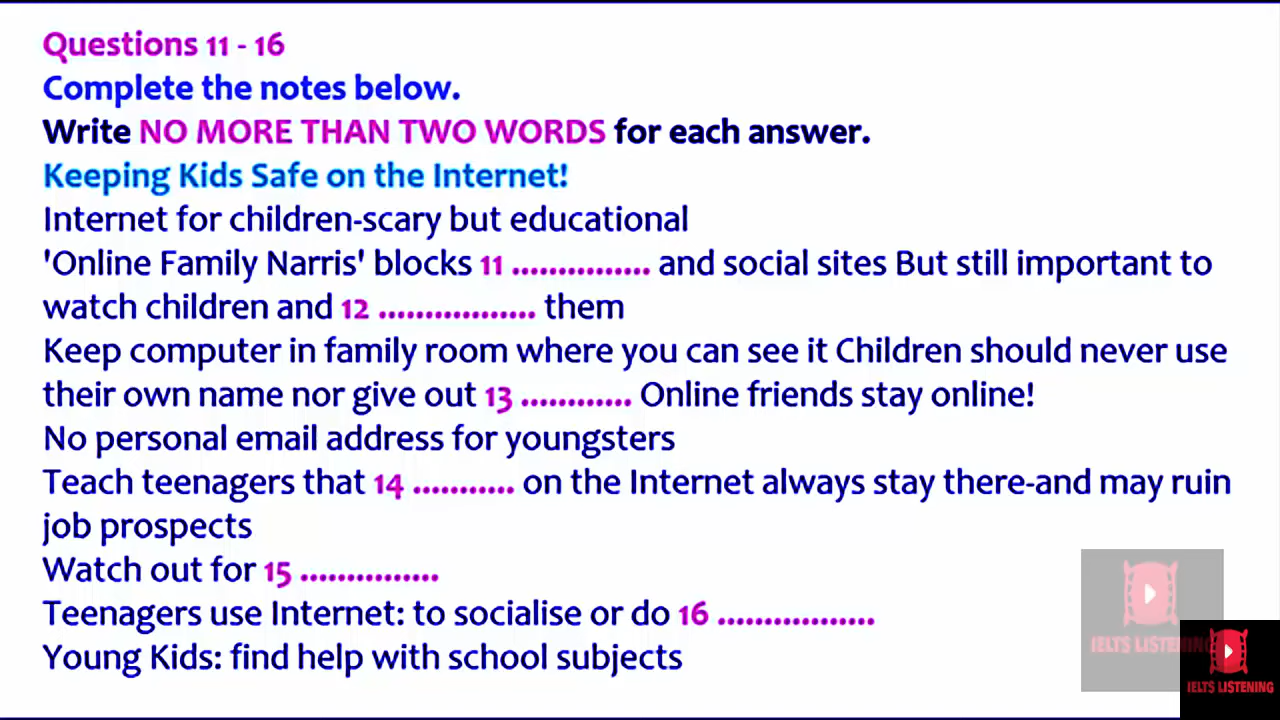 Questions 11 - 16
Complete the notes below.
Write NO MORE THAN TWO WORDS for each answer.
Keeping Kids Safe on the Internet!
Internet for children-scary but educational
'Online Family Narris' blocks 11 ............... and social sites But still important to
watch children and 12 ................. them
Keep computer in family room where you can see it Children should never use
their own name nor give out 13 ............ Online friends stay online!
No personal email address for youngsters
Teach teenagers that 14 ........... on the Internet always stay there-and may ruin
job prospects
Watch out for 15 ...............
Teenagers use Internet: to socialise or do 16 .................
Young Kids: find help with school subjects
IELTS LISTENING
IELTS LISTENING